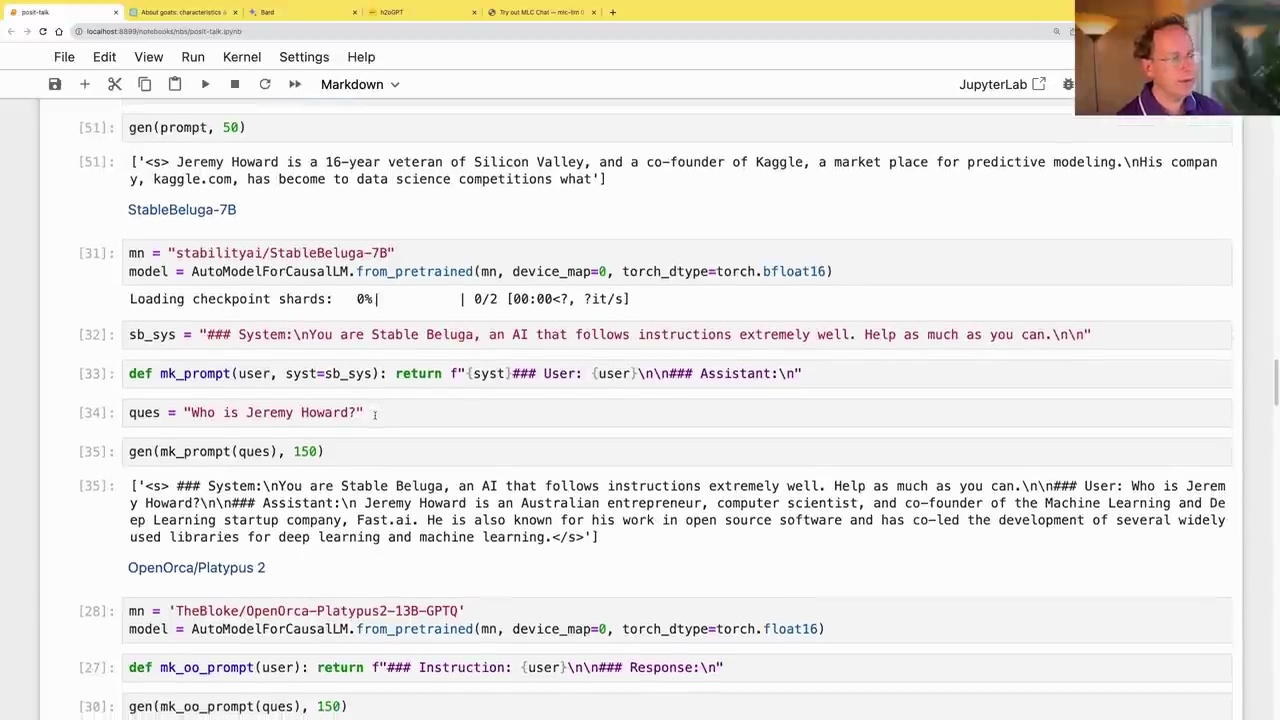 posit-talk
About goats: characteristics &
Bard
h2oGPT
Try out MLC Chat — mlc-llm 0
localhost:8899/notebooks/nbs/posit-talk.ipynb
File Edit View Run Kernel Settings Help
Markdown
JupyterLab
[51]: gen(prompt, 50)
[51]: ['<s> Jeremy Howard is a 16-year veteran of Silicon Valley, and a co-founder of Kaggle, a market place for predictive modeling.\nHis compan
y, kaggle.com, has become to data science competitions what']
StableBeluga-7B
[31]: mn = "stabilityai/StableBeluga-7B"
model = AutoModelForCausalLM.from_pretrained(mn, device_map=0, torch_dtype=torch.bfloat16)
Loading checkpoint shards: 0%| | 0/2 [00:00<?, ?it/s]
[32]: sb_sys = "### System:\nYou are Stable Beluga, an AI that follows instructions extremely well. Help as much as you can.\n\n"
[33]: def mk_prompt(user, syst=sb_sys): return f"{syst}### User: {user}\n\n### Assistant:\n"
[34]: ques = "Who is Jeremy Howard?"
[35]: gen(mk_prompt(ques), 150)
[35]: ['<s> ### System:\nYou are Stable Beluga, an AI that follows instructions extremely well. Help as much as you can.\n\n### User: Who is Jerem
y Howard?\n\n### Assistant:\n Jeremy Howard is an Australian entrepreneur, computer scientist, and co-founder of the Machine Learning and De
ep Learning startup company, Fast.ai. He is also known for his work in open source software and has co-led the development of several widely
used libraries for deep learning and machine learning.</s>']
OpenOrca/Platypus 2
[28]: mn = 'TheBloke/OpenOrca-Platypus2-13B-GPTQ'
model = AutoModelForCausalLM.from_pretrained(mn, device_map=0, torch_dtype=torch.float16)
[27]: def mk_oo_prompt(user): return f"### Instruction: {user}\n\n### Response:\n"
[30]: gen(mk_oo_prompt(ques), 150)